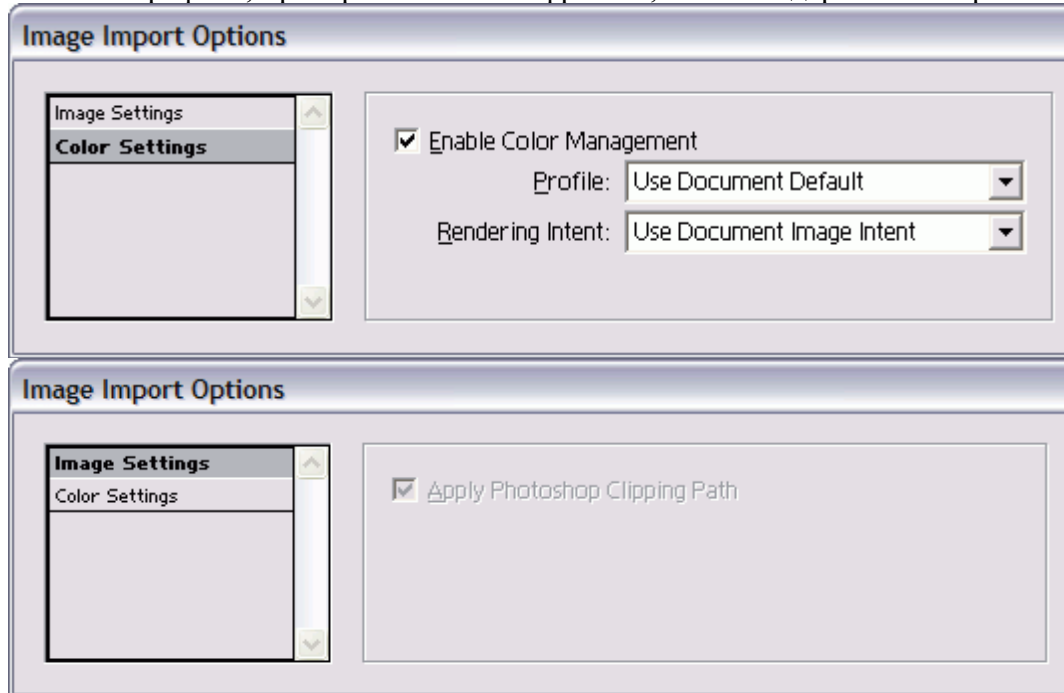 Image Import Options
Image Settings
Color Settings
Enable Color Management
Profile: Use Document Default
Rendering Intent: Use Document Image Intent
Image Import Options
Image Settings
Color Settings
Apply Photoshop Clipping Path